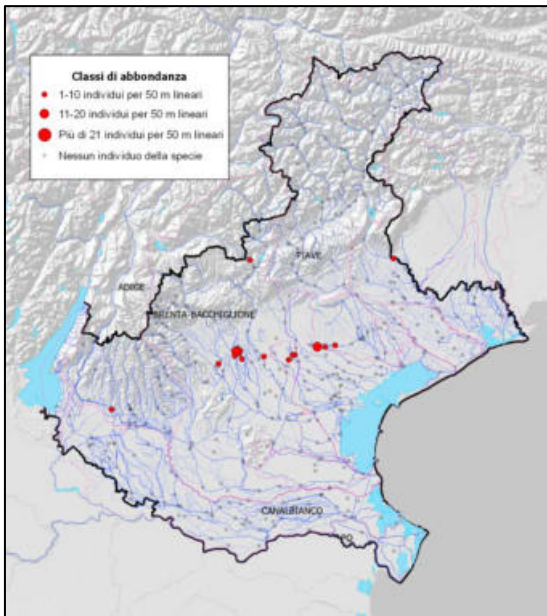 Classi di abbondanza
1-10 individui per 50 m lineari
11-20 individui per 50 m lineari
Più di 21 individui per 50 m lineari
Nessun individuo della specie
PIAVE
ADIGE
BRENTA-BACCHIGLIONE
CANALBIANCO
PO